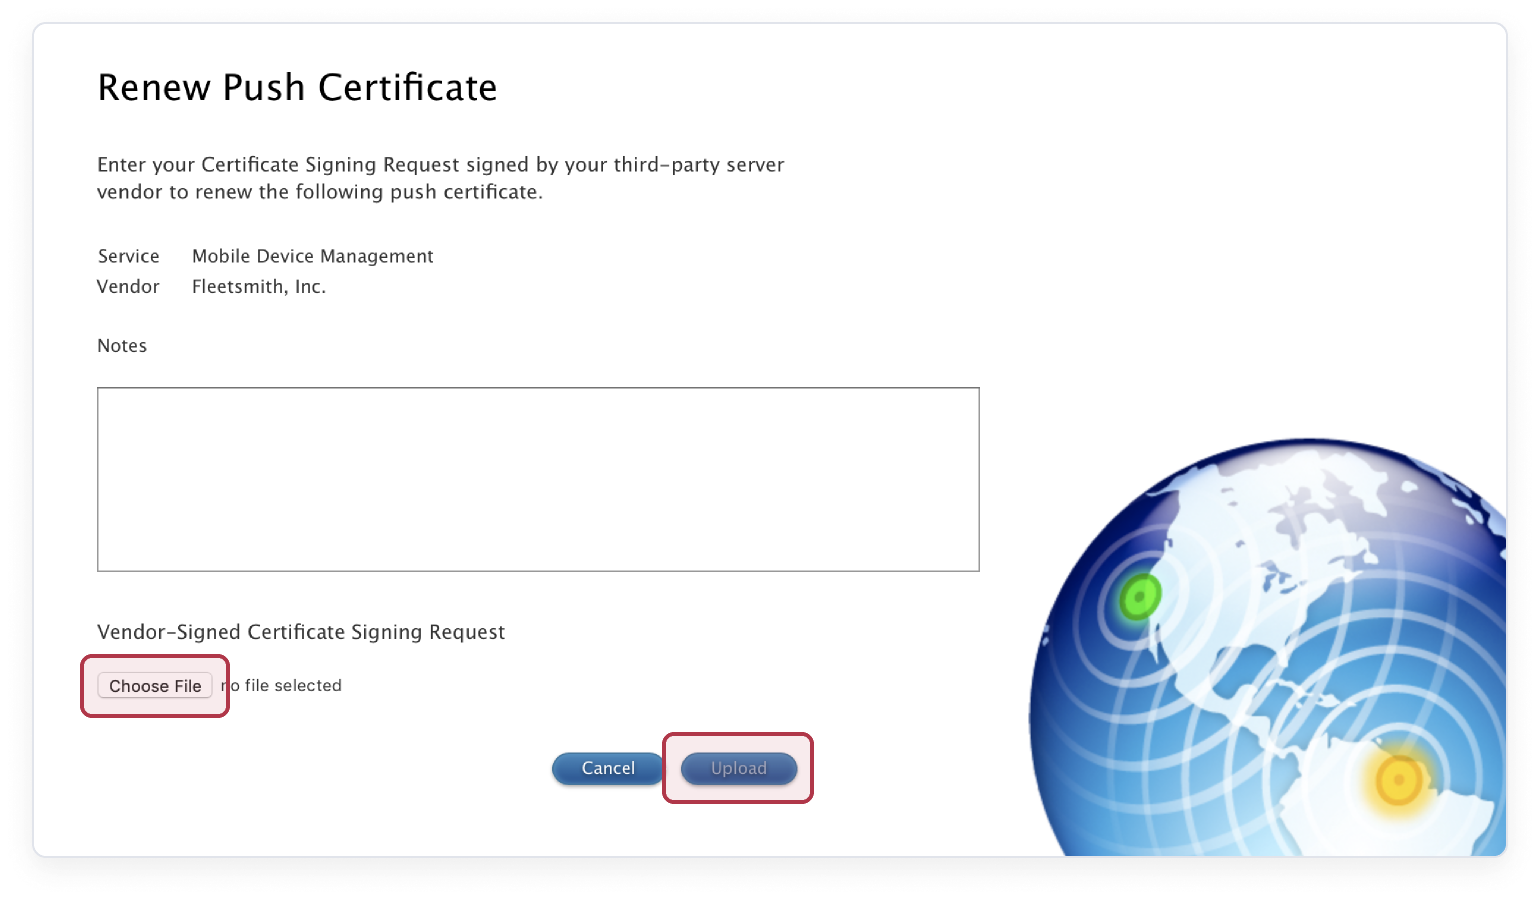 Renew Push Certificate
Enter your Certificate Signing Request signed by your third-party server
vendor to renew the following push certificate.
Service Mobile Device Management
Vendor Fleetsmith, Inc.
Notes
Vendor-Signed Certificate Signing Request
Choose File no file selected
Cancel Upload